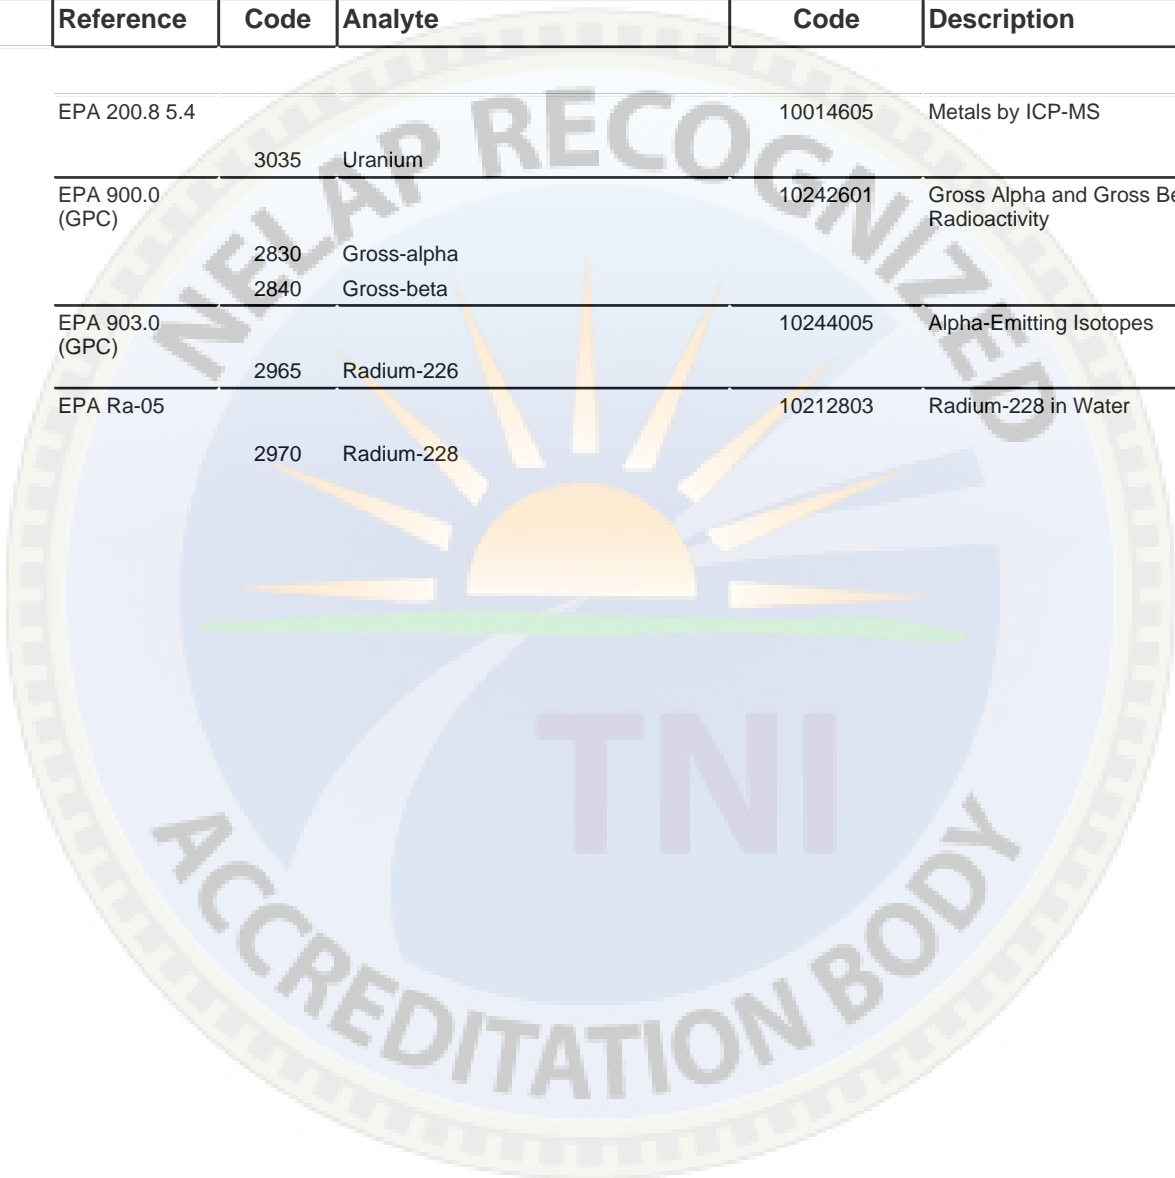 Reference Code Analyte Code Description
EPA 200.8 5.4 10014605 Metals by ICP-MS
3035 Uranium
EPA 900.0 10242601 Gross Alpha and Gross Be
(GPC) Radioactivity
2830 Gross-alpha
2840 Gross-beta
EPA 903.0 10244005 Alpha-Emitting Isotopes
(GPC)
2965 Radium-226
EPA Ra-05 10212803 Radium-228 in Water
2970 Radium-228
NELAP RECOGNIZED
TNI
ACCREDITATION BODY